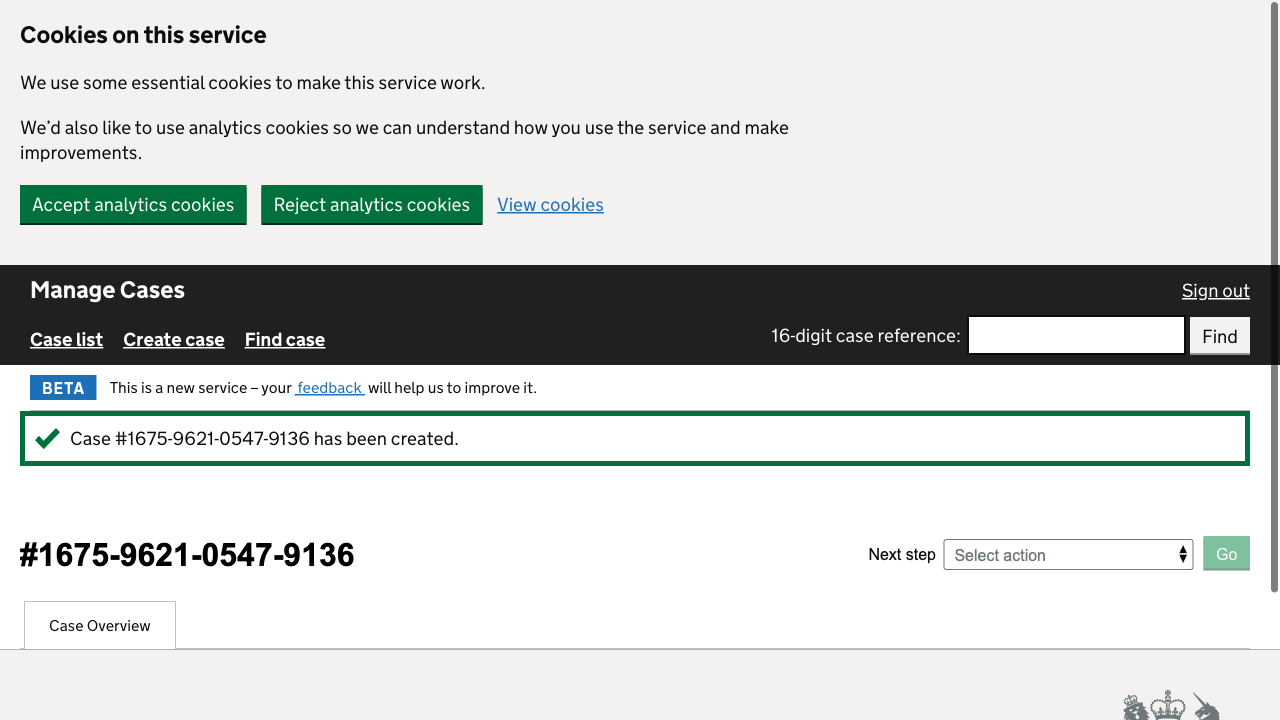 Cookies on this service
We use some essential cookies to make this service work.
We’d also like to use analytics cookies so we can understand how you use the service and make
improvements.
Accept analytics cookies Reject analytics cookies View cookies
Manage Cases Sign out
Case list Create case Find case 16-digit case reference: Find
BETA This is a new service – your feedback will help us to improve it.
Case #1675-9621-0547-9136 has been created.
#1675-9621-0547-9136 Next step Select action Go
Case Overview